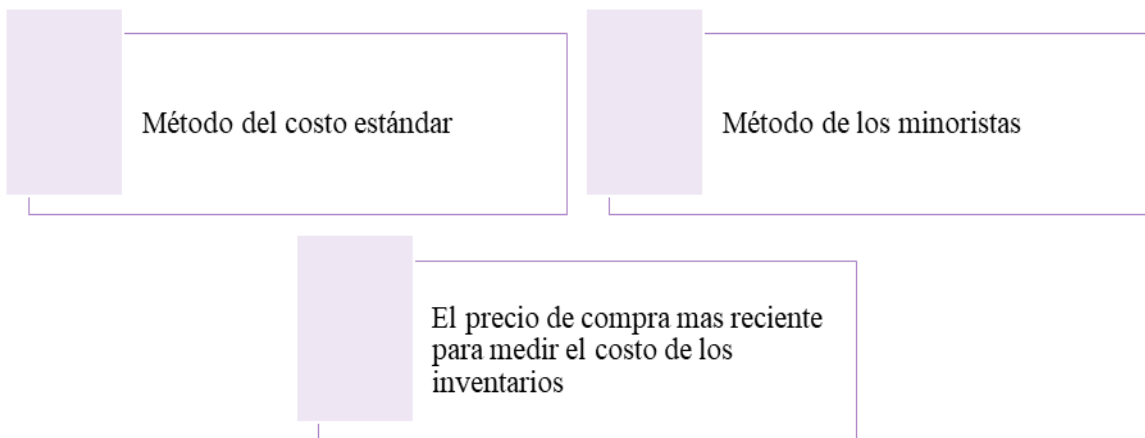 Método del costo estándar
Método de los minoristas
El precio de compra mas reciente
para medir el costo de los
inventarios